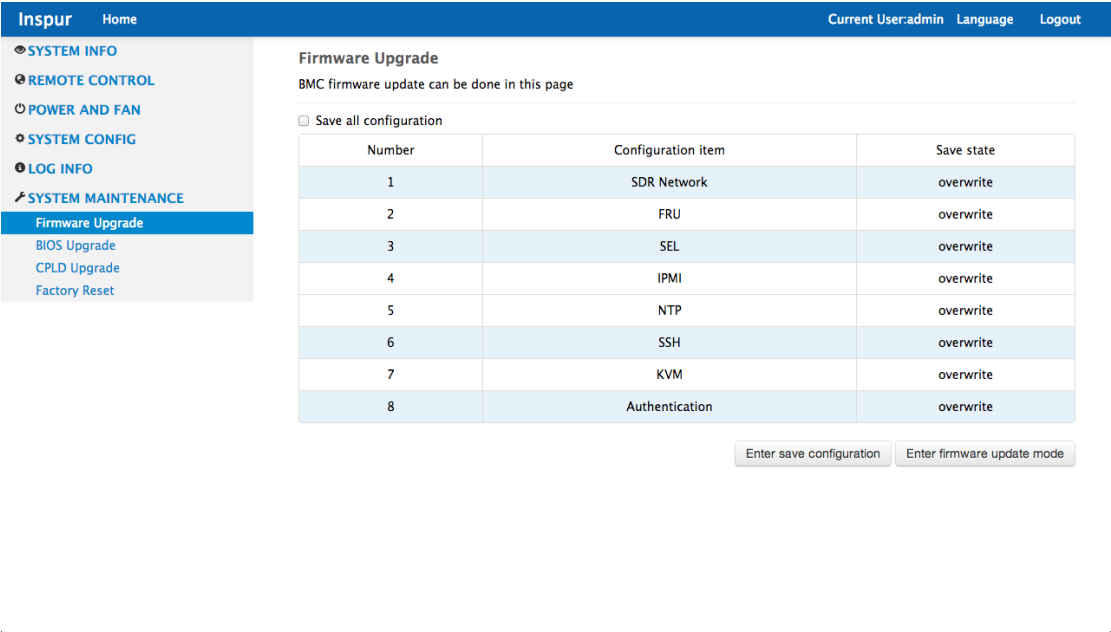 Inspur Home Current User:admin Language Logout
SYSTEM INFO
REMOTE CONTROL
POWER AND FAN
SYSTEM CONFIG
LOG INFO
SYSTEM MAINTENANCE
Firmware Upgrade
BIOS Upgrade
CPLD Upgrade
Factory Reset
Firmware Upgrade
BMC firmware update can be done in this page
Save all configuration
Number Configuration item Save state
1 SDR Network overwrite
2 FRU overwrite
3 SEL overwrite
4 IPMI overwrite
5 NTP overwrite
6 SSH overwrite
7 KVM overwrite
8 Authentication overwrite
Enter save configuration Enter firmware update mode